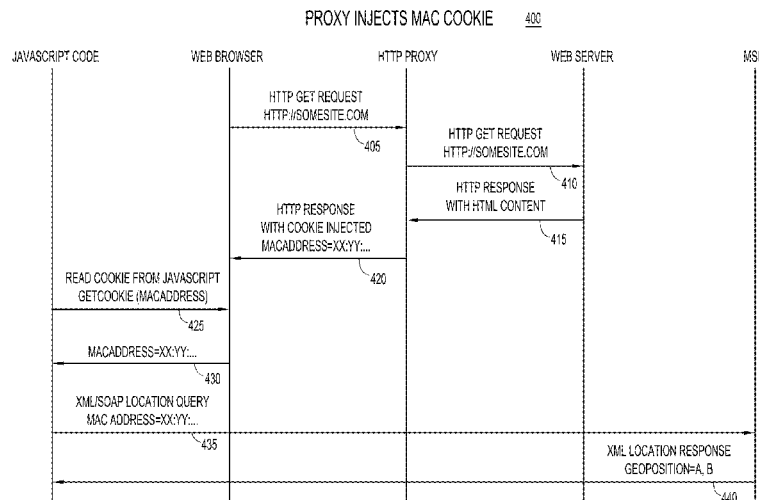 PROXY INJECTS MAC COOKIE 400
JAVASCRIPT CODE
WEB BROWSER
HTTP PROXY
WEB SERVER
HTTP GET REQUEST
HTTP://SOMESITE.COM
405
HTTP GET REQUEST
HTTP://SOMESITE.COM
410
HTTP RESPONSE
WITH HTML CONTENT
415
HTTP RESPONSE
WITH COOKIE INJECTED
MACADDRESS=XX:YY:...
420
READ COOKIE FROM JAVASCRIPT
GETCOOKIE (MACADDRESS)
425
MACADDRESS=XX:YY:...
430
XML/SOAP LOCATION QUERY
MAC ADDRESS=XX:YY:...
435
XML LOCATION RESPONSE
GEOPOSITION=A, B
440